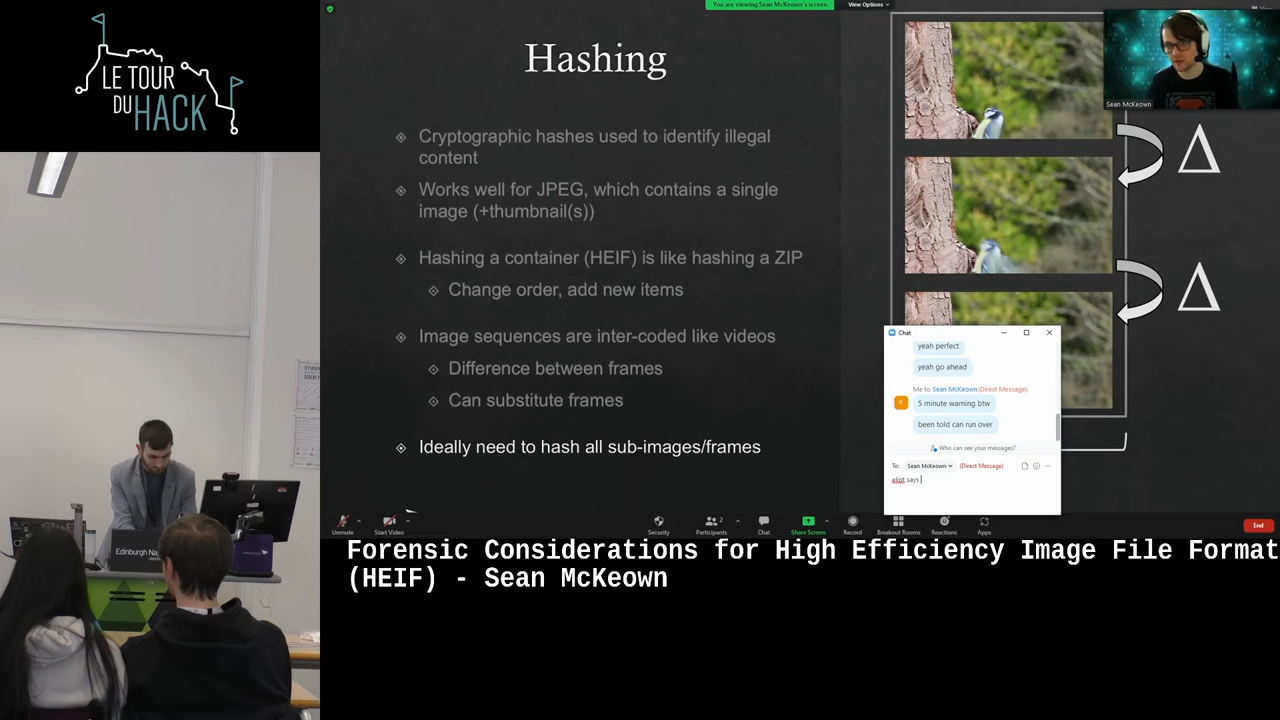 LE TOUR
DU HACK
You are viewing Sean McKeown's screen
View Options
Hashing
Cryptographic hashes used to identify illegal
content
Works well for JPEG, which contains a single
image (+thumbnail(s))
Hashing a container (HEIF) is like hashing a ZIP
Change order, add new items
Image sequences are inter-coded like videos
Difference between frames
Can substitute frames
Ideally need to hash all sub-images/frames
Δ
Δ
Sean McKeown
Chat
yeah perfect
yeah go ahead
Me to Sean McKeown (Direct Message)
5 minute warning btw
been told can run over
Who can see your messages?
To: Sean McKeown (Direct Message)
eliot says
Unmute
Start Video
Security
Participants
2
Chat
Share Screen
Record
Breakout Rooms
Reactions
Apps
End
Edinburgh Na
Forensic Considerations for High Efficiency Image File Format
(HEIF) - Sean McKeown